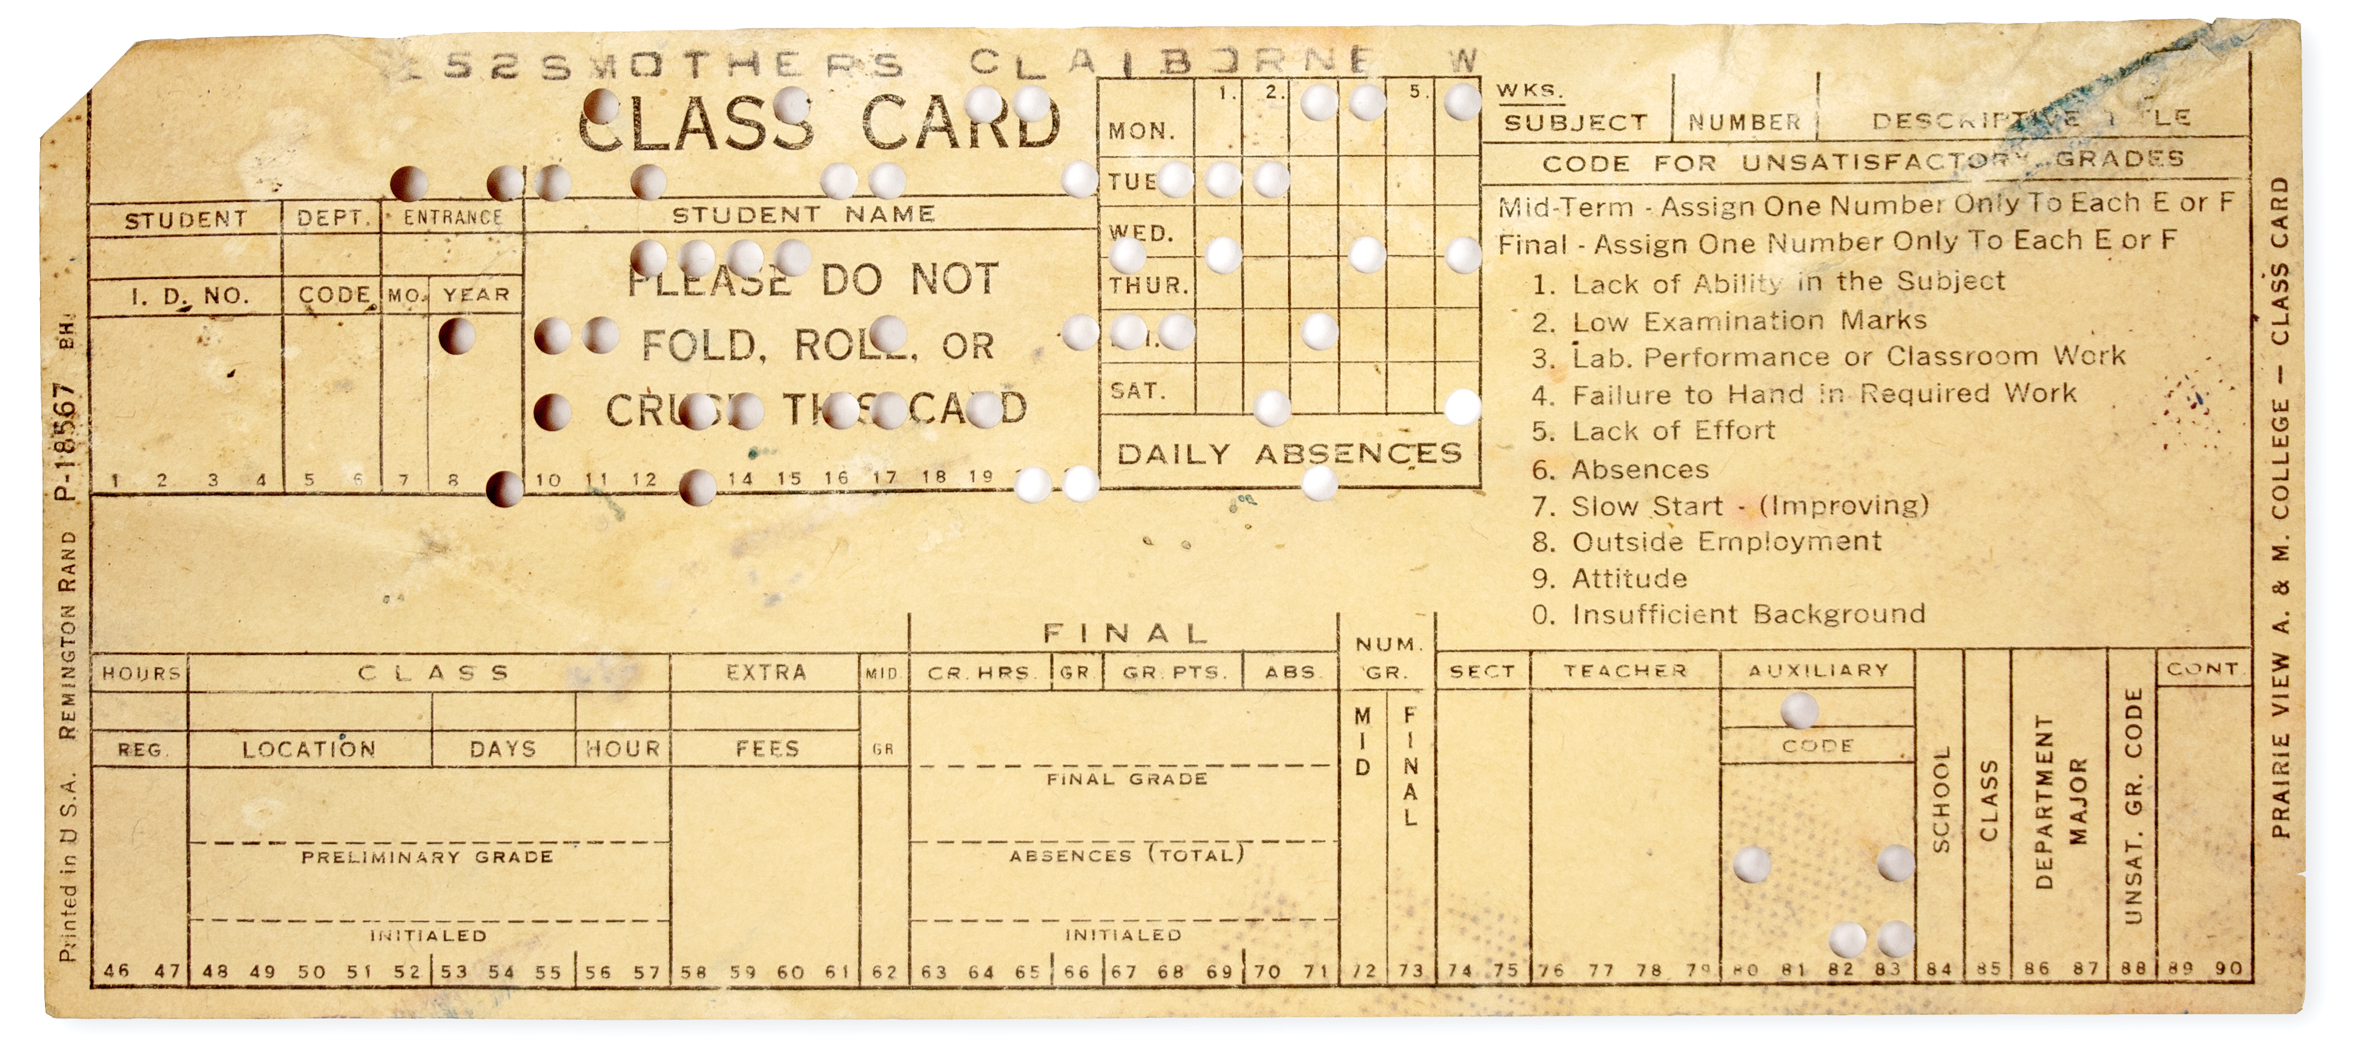 52SMOTHERS CLAIBORNE W
CLASS CARD
STUDENT DEPT. ENTRANCE STUDENT NAME
I. D. NO. CODE MO. YEAR
PLEASE DO NOT
FOLD, ROLL, OR
CRUSH THIS CARD
1 2 3 4 5 6 7 8 10 11 12 14 15 16 17 18 19
1. 2. 5.
MON.
TUE
WED.
THUR.
SAT.
DAILY ABSENCES
WKS.
SUBJECT NUMBER DESCRIPTIVE TITLE
CODE FOR UNSATISFACTORY GRADES
Mid-Term - Assign One Number Only To Each E or F
Final - Assign One Number Only To Each E or F
1. Lack of Ability in the Subject
2. Low Examination Marks
3. Lab. Performance or Classroom Work
4. Failure to Hand in Required Work
5. Lack of Effort
6. Absences
7. Slow Start - (Improving)
8. Outside Employment
9. Attitude
0. Insufficient Background
HOURS CLASS EXTRA MID.
REG. LOCATION DAYS HOUR FEES GR
PRELIMINARY GRADE
INITIALED
FINAL
CR. HRS. GR. GR. PTS. ABS.
FINAL GRADE
ABSENCES (TOTAL)
INITIALED
NUM.
GR.
MID FINAL
SECT TEACHER AUXILIARY
CODE
SCHOOL
CLASS
DEPARTMENT
MAJOR
UNSAT. GR. CODE
CONT.
46 47 48 49 50 51 52 53 54 55 56 57 58 59 60 61 62 63 64 65 66 67 68 69 70 71 72 73 74 75 76 77 78 79 80 81 82 83 84 85 86 87 88 89 90
Printed in U.S.A. REMINGTON RAND P-18567 BH
PRAIRIE VIEW A. & M. COLLEGE — CLASS CARD